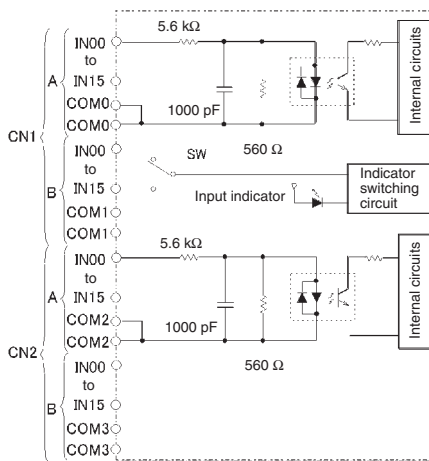 5.6 kΩ
IN00
to
A
IN15
COM0
COM0
1000 pF
560 Ω
Internal circuits
CN1
IN00
to
B
IN15
COM1
COM1
SW
Input indicator
Indicator
switching
circuit
5.6 kΩ
IN00
to
A
IN15
COM2
COM2
1000 pF
560 Ω
Internal circuits
CN2
IN00
to
B
IN15
COM3
COM3